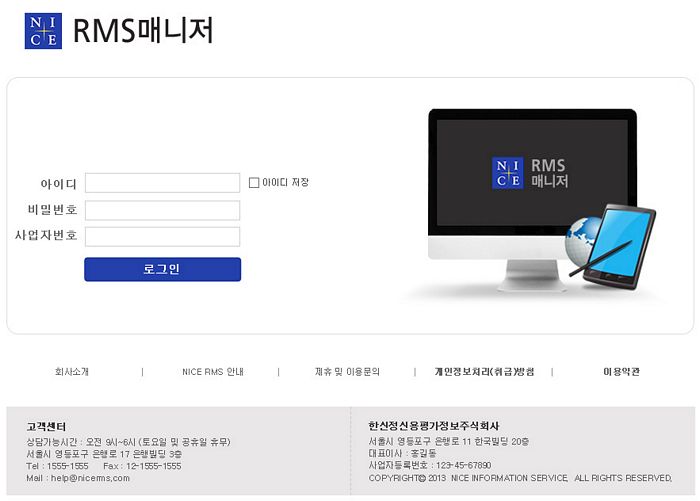 NICE RMS매니저
NICE RMS
매니저
아이디
아이디 저장
비밀번호
사업자번호
로그인
회사소개 | NICE RMS 안내 | 제휴 및 이용문의 | 개인정보처리(취급)방침 | 이용약관
고객센터
상담가능시간 : 오전 9시~6시 (토요일 및 공휴일 휴무)
서울시 영등포구 은행로 17 은행빌딩 3층
Tel : 1555-1555 Fax : 12-1555-1555
Mail : help@nicerms.com
한신정신용평가정보주식회사
서울시 영등포구 은행로 11 한국빌딩 20층
대표이사 : 홍길동
사업자등록번호 : 123-45-67890
COPYRIGHT© 2013 NICE INFORMATION SERVICE, ALL RIGHTS RESERVED.